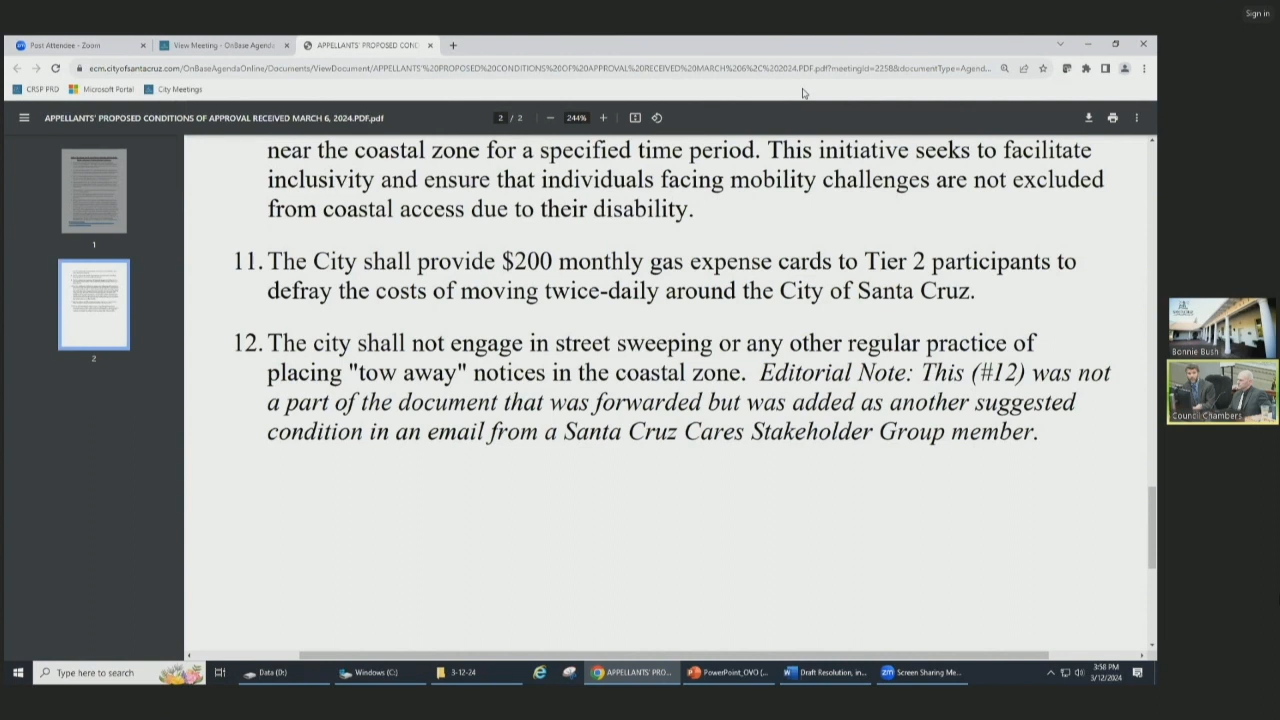 Sign in
Post Attendee - Zoom
View Meeting - OnBase Agend
APPELLANTS' PROPOSED CONC
ecm.cityofsantacruz.com/OnBaseAgendaOnline/Documents/ViewDocument/APPELLANTS'%20PROPOSED%20CONDITIONS%20OF%20APPROVAL%20RECEIVED%20MARCH%206%2C%202024.PDF.pdf?meetingId=2258&documentType=Agend...
CRSP PRD
Microsoft Portal
City Meetings
APPELLANTS' PROPOSED CONDITIONS OF APPROVAL RECEIVED MARCH 6, 2024.PDF.pdf
2 / 2
244%
near the coastal zone for a specified time period. This initiative seeks to facilitate
inclusivity and ensure that individuals facing mobility challenges are not excluded
from coastal access due to their disability.
11. The City shall provide $200 monthly gas expense cards to Tier 2 participants to
defray the costs of moving twice-daily around the City of Santa Cruz.
12. The city shall not engage in street sweeping or any other regular practice of
placing "tow away" notices in the coastal zone. Editorial Note: This (#12) was not
a part of the document that was forwarded but was added as another suggested
condition in an email from a Santa Cruz Cares Stakeholder Group member.
1
2
Bonnie Bush
Council Chambers
Type here to search
Data (D:)
Windows (C:)
3-12-24
APPELLANTS' PRO...
PowerPoint_OVO (...
Draft Resolution, in...
Screen Sharing Me...
3:58 PM
3/12/2024